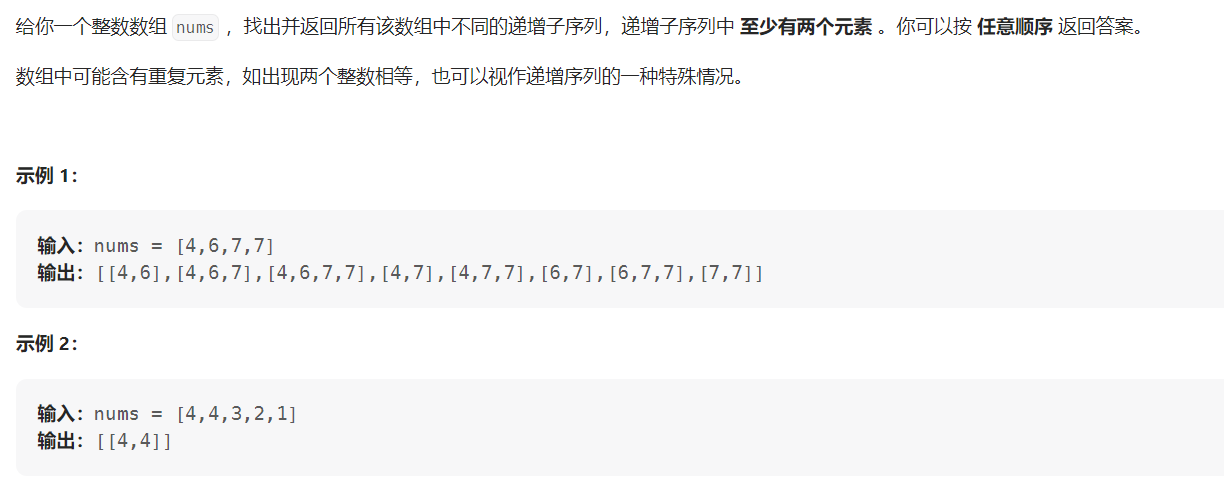 给你一个整数数组 nums ，找出并返回所有该数组中不同的递增子序列，递增子序列中 至少有两个元素 。你可以按 任意顺序 返回答案。
数组中可能含有重复元素，如出现两个整数相等，也可以视作递增序列的一种特殊情况。
示例 1：
输入：nums = [4,6,7,7]
输出：[[4,6],[4,6,7],[4,6,7,7],[4,7],[4,7,7],[6,7],[6,7,7],[7,7]]
示例 2：
输入：nums = [4,4,3,2,1]
输出：[[4,4]]